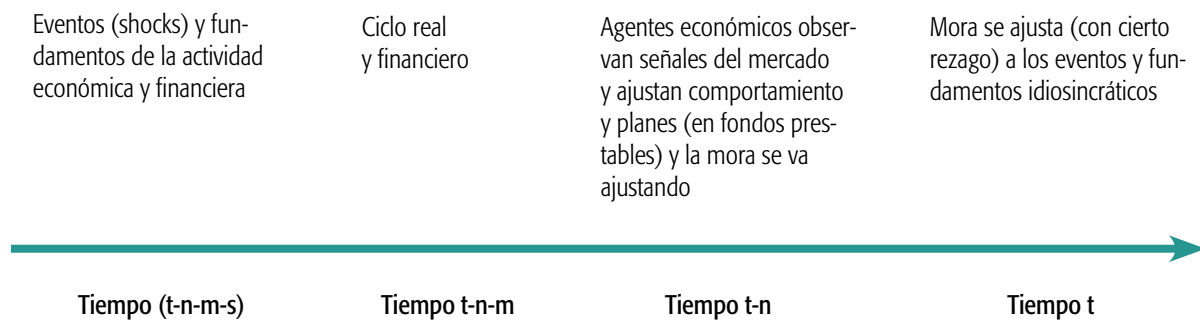 Eventos (shocks) y fun-
damentos de la actividad
económica y financiera
Ciclo real
y financiero
Agentes económicos obser-
van señales del mercado
y ajustan comportamiento
y planes (en fondos pres-
tables) y la mora se va
ajustando
Mora se ajusta (con cierto
rezago) a los eventos y fun-
damentos idiosincráticos
Tiempo (t-n-m-s)
Tiempo t-n-m
Tiempo t-n
Tiempo t